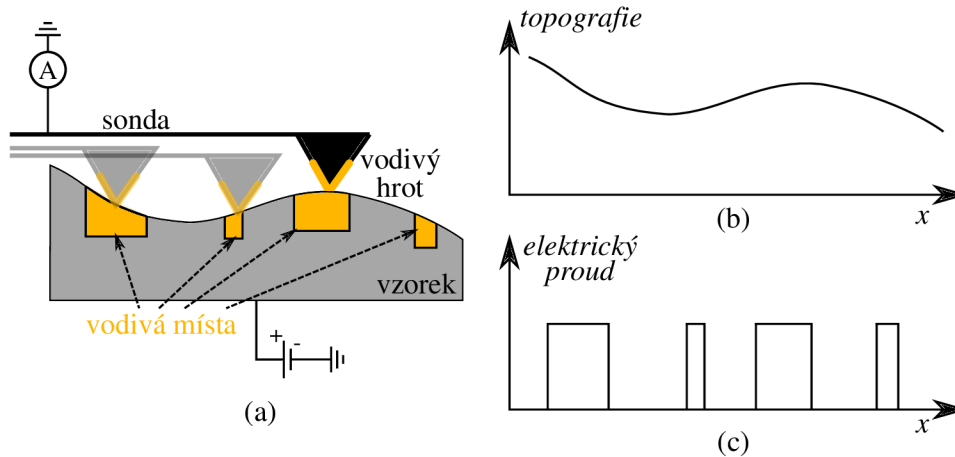 A
sonda
vodivý
hrot
vzorek
vodivá místa
+ -
(a)
topografie
x
(b)
elektrický
proud
x
(c)